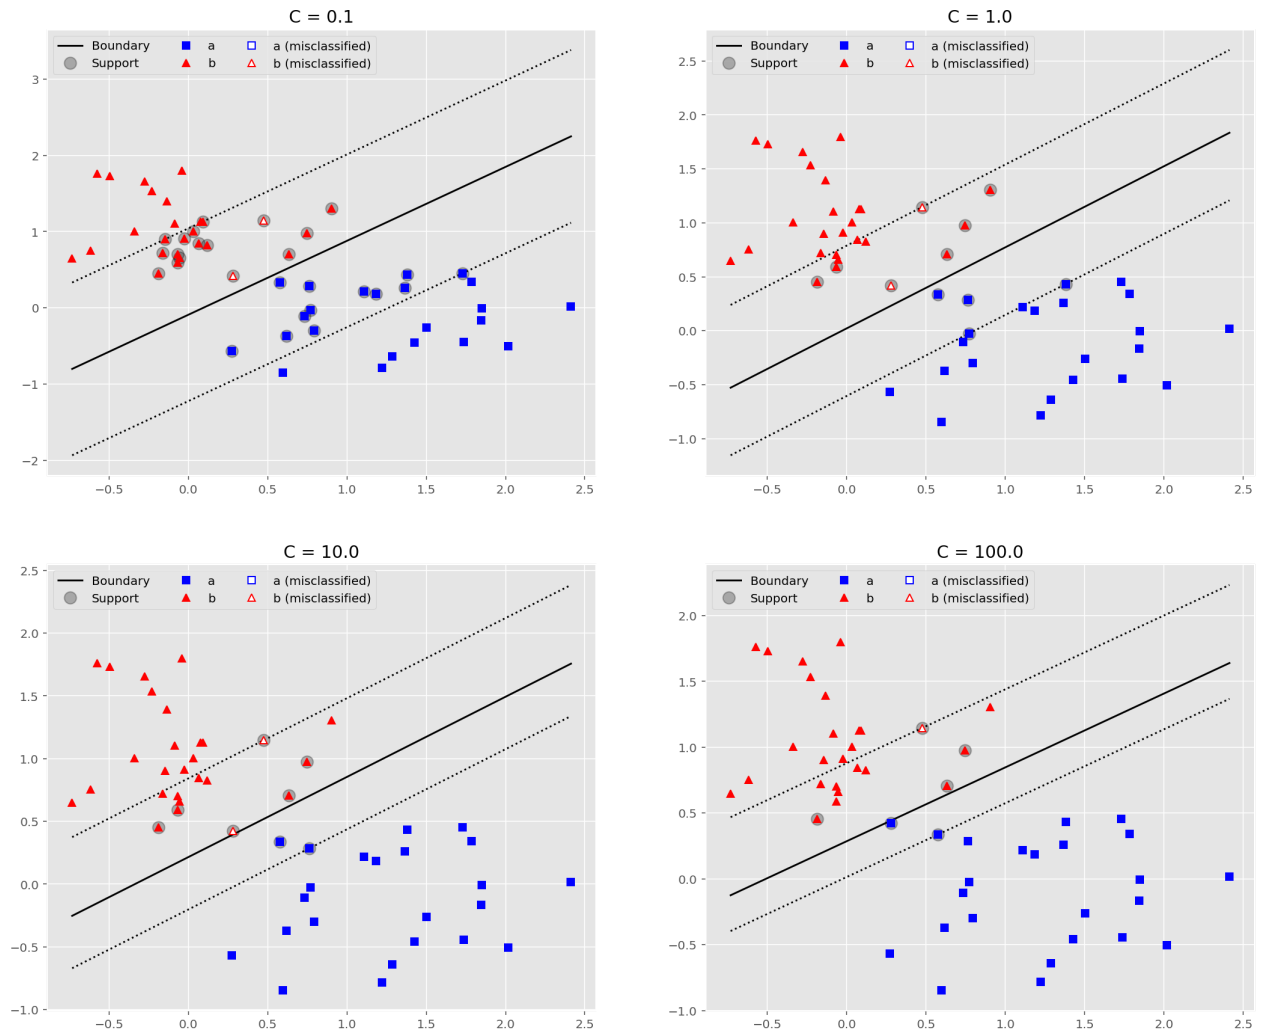 C = 0.1
Boundary a a (misclassified)
Support b b (misclassified)
3
2
1
0
−1
−2
−0.5 0.0 0.5 1.0 1.5 2.0 2.5
C = 1.0
Boundary a a (misclassified)
Support b b (misclassified)
2.5
2.0
1.5
1.0
0.5
0.0
−0.5
−1.0
−0.5 0.0 0.5 1.0 1.5 2.0 2.5
C = 10.0
Boundary a a (misclassified)
Support b b (misclassified)
2.5
2.0
1.5
1.0
0.5
0.0
−0.5
−1.0
−0.5 0.0 0.5 1.0 1.5 2.0 2.5
C = 100.0
Boundary a a (misclassified)
Support b b (misclassified)
2.0
1.5
1.0
0.5
0.0
−0.5
−1.0
−0.5 0.0 0.5 1.0 1.5 2.0 2.5